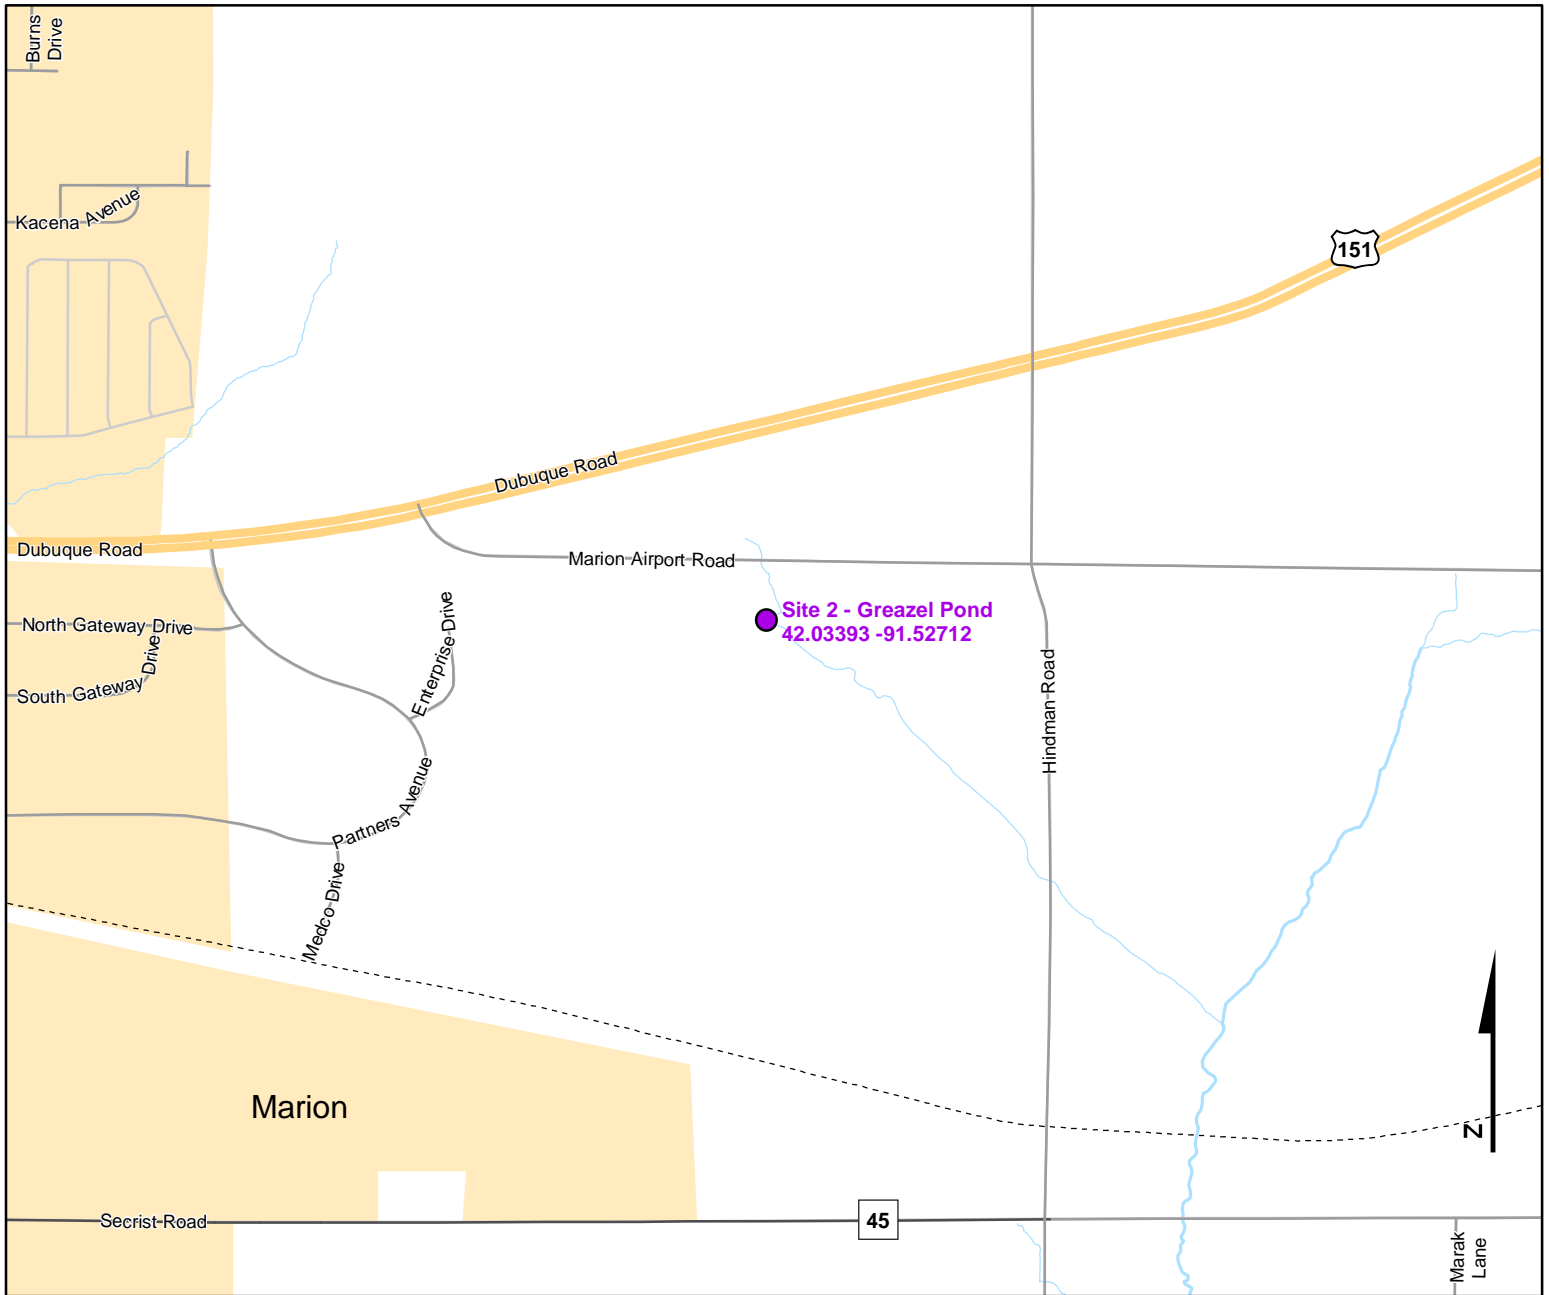 Burns
Drive
Kacena Avenue
151
Dubuque Road
Dubuque Road
Marion Airport Road
Site 2 - Greazel Pond
42.03393 -91.52712
North Gateway Drive
South Gateway Drive
Enterprise Drive
Hindman Road
Partners Avenue
Medco Drive
Marion
N
Secrist Road
45
Marak
Lane